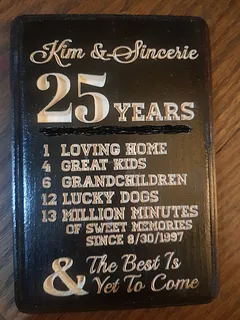 Kim & Sincerie
25 YEARS
1 LOVING HOME
4 GREAT KIDS
6 GRANDCHILDREN
12 LUCKY DOGS
13 MILLION MINUTES
OF SWEET MEMORIES
SINCE 8/30/1997
& The Best Is
Yet To Come